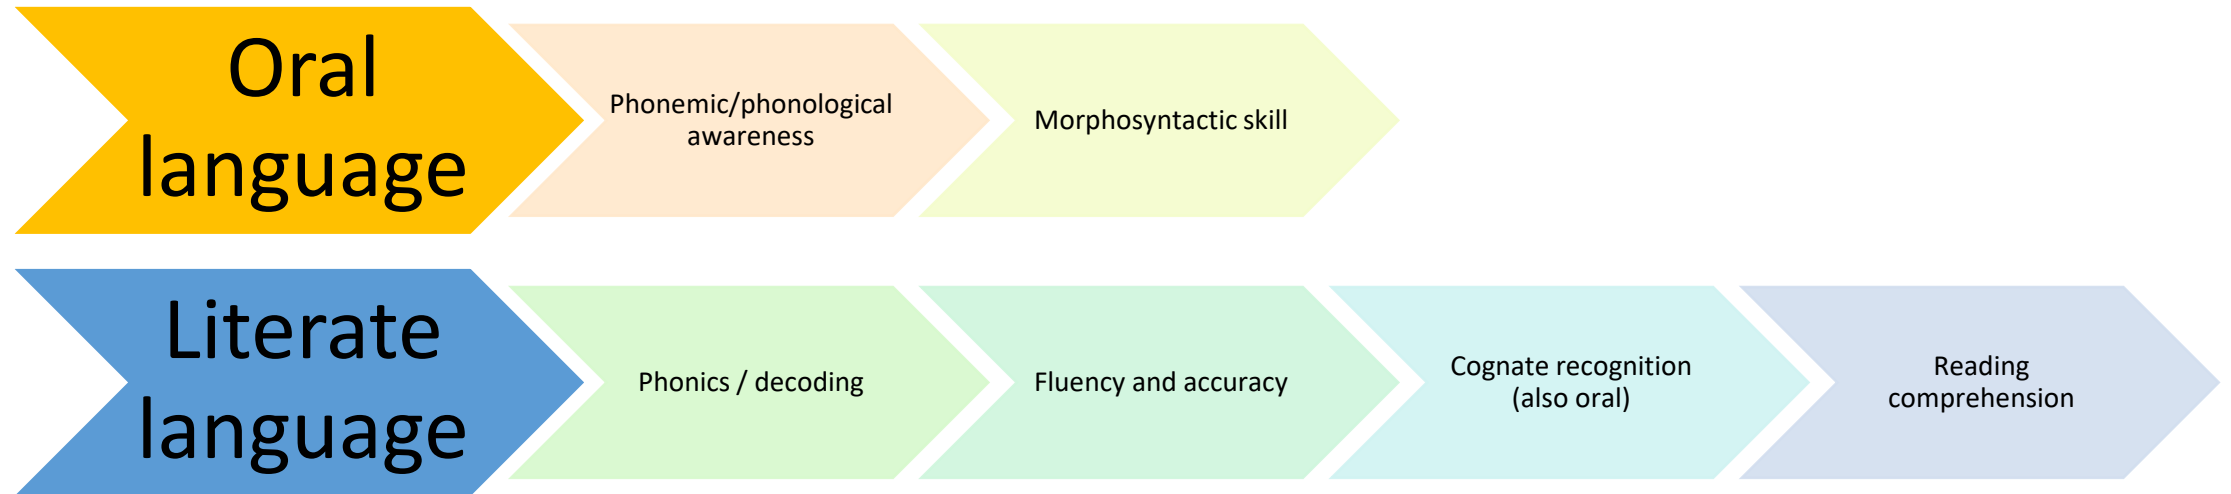 Oral
language
Phonemic/phonological
awareness
Morphosyntactic skill
Literate
language
Phonics / decoding
Fluency and accuracy
Cognate recognition
(also oral)
Reading
comprehension